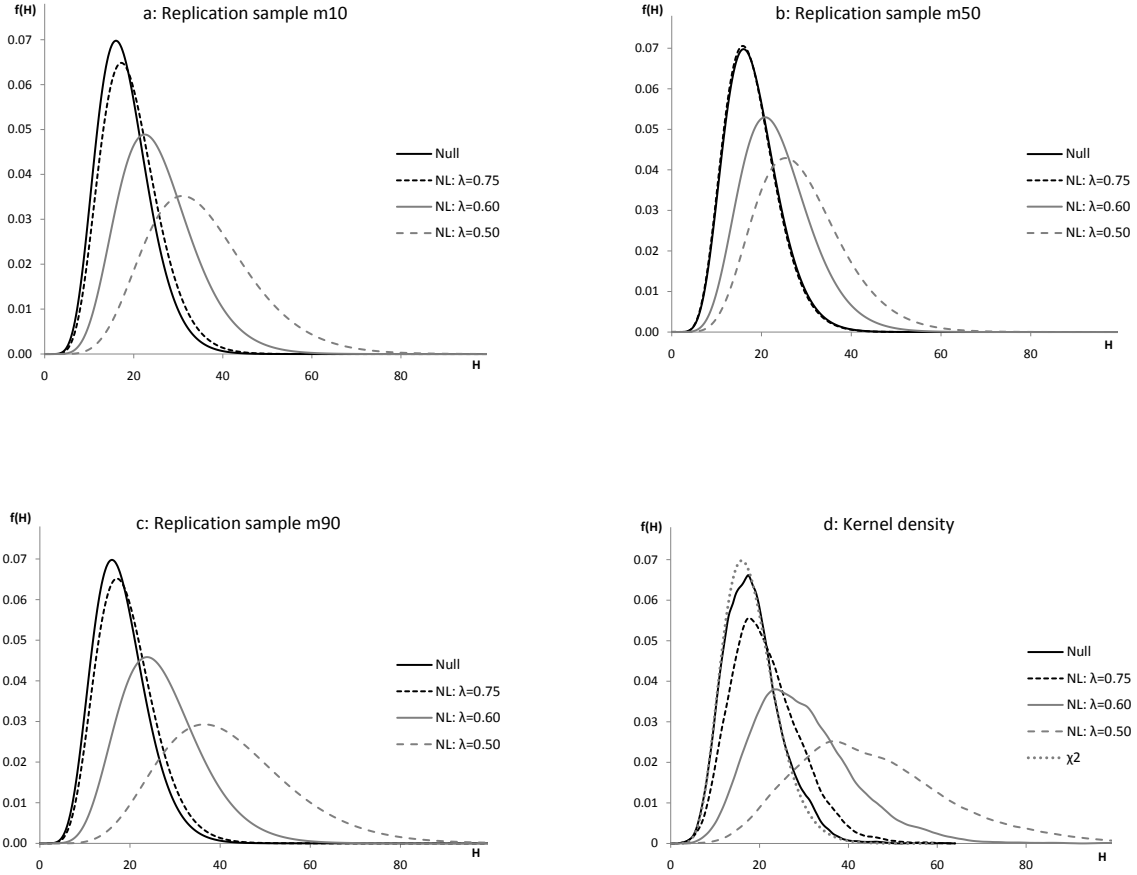 a: Replication sample m10
f(H)
0.07
0.06
0.05
0.04
0.03
0.02
0.01
0.00
0 20 40 60 80
H
Null
NL: λ=0.75
NL: λ=0.60
NL: λ=0.50
b: Replication sample m50
f(H)
0.07
0.06
0.05
0.04
0.03
0.02
0.01
0.00
0 20 40 60 80
H
Null
NL: λ=0.75
NL: λ=0.60
NL: λ=0.50
c: Replication sample m90
f(H)
0.07
0.06
0.05
0.04
0.03
0.02
0.01
0.00
0 20 40 60 80
H
Null
NL: λ=0.75
NL: λ=0.60
NL: λ=0.50
d: Kernel density
f(H)
0.07
0.06
0.05
0.04
0.03
0.02
0.01
0
0 20 40 60 80
H
Null
NL: λ=0.75
NL: λ=0.60
NL: λ=0.50
χ2